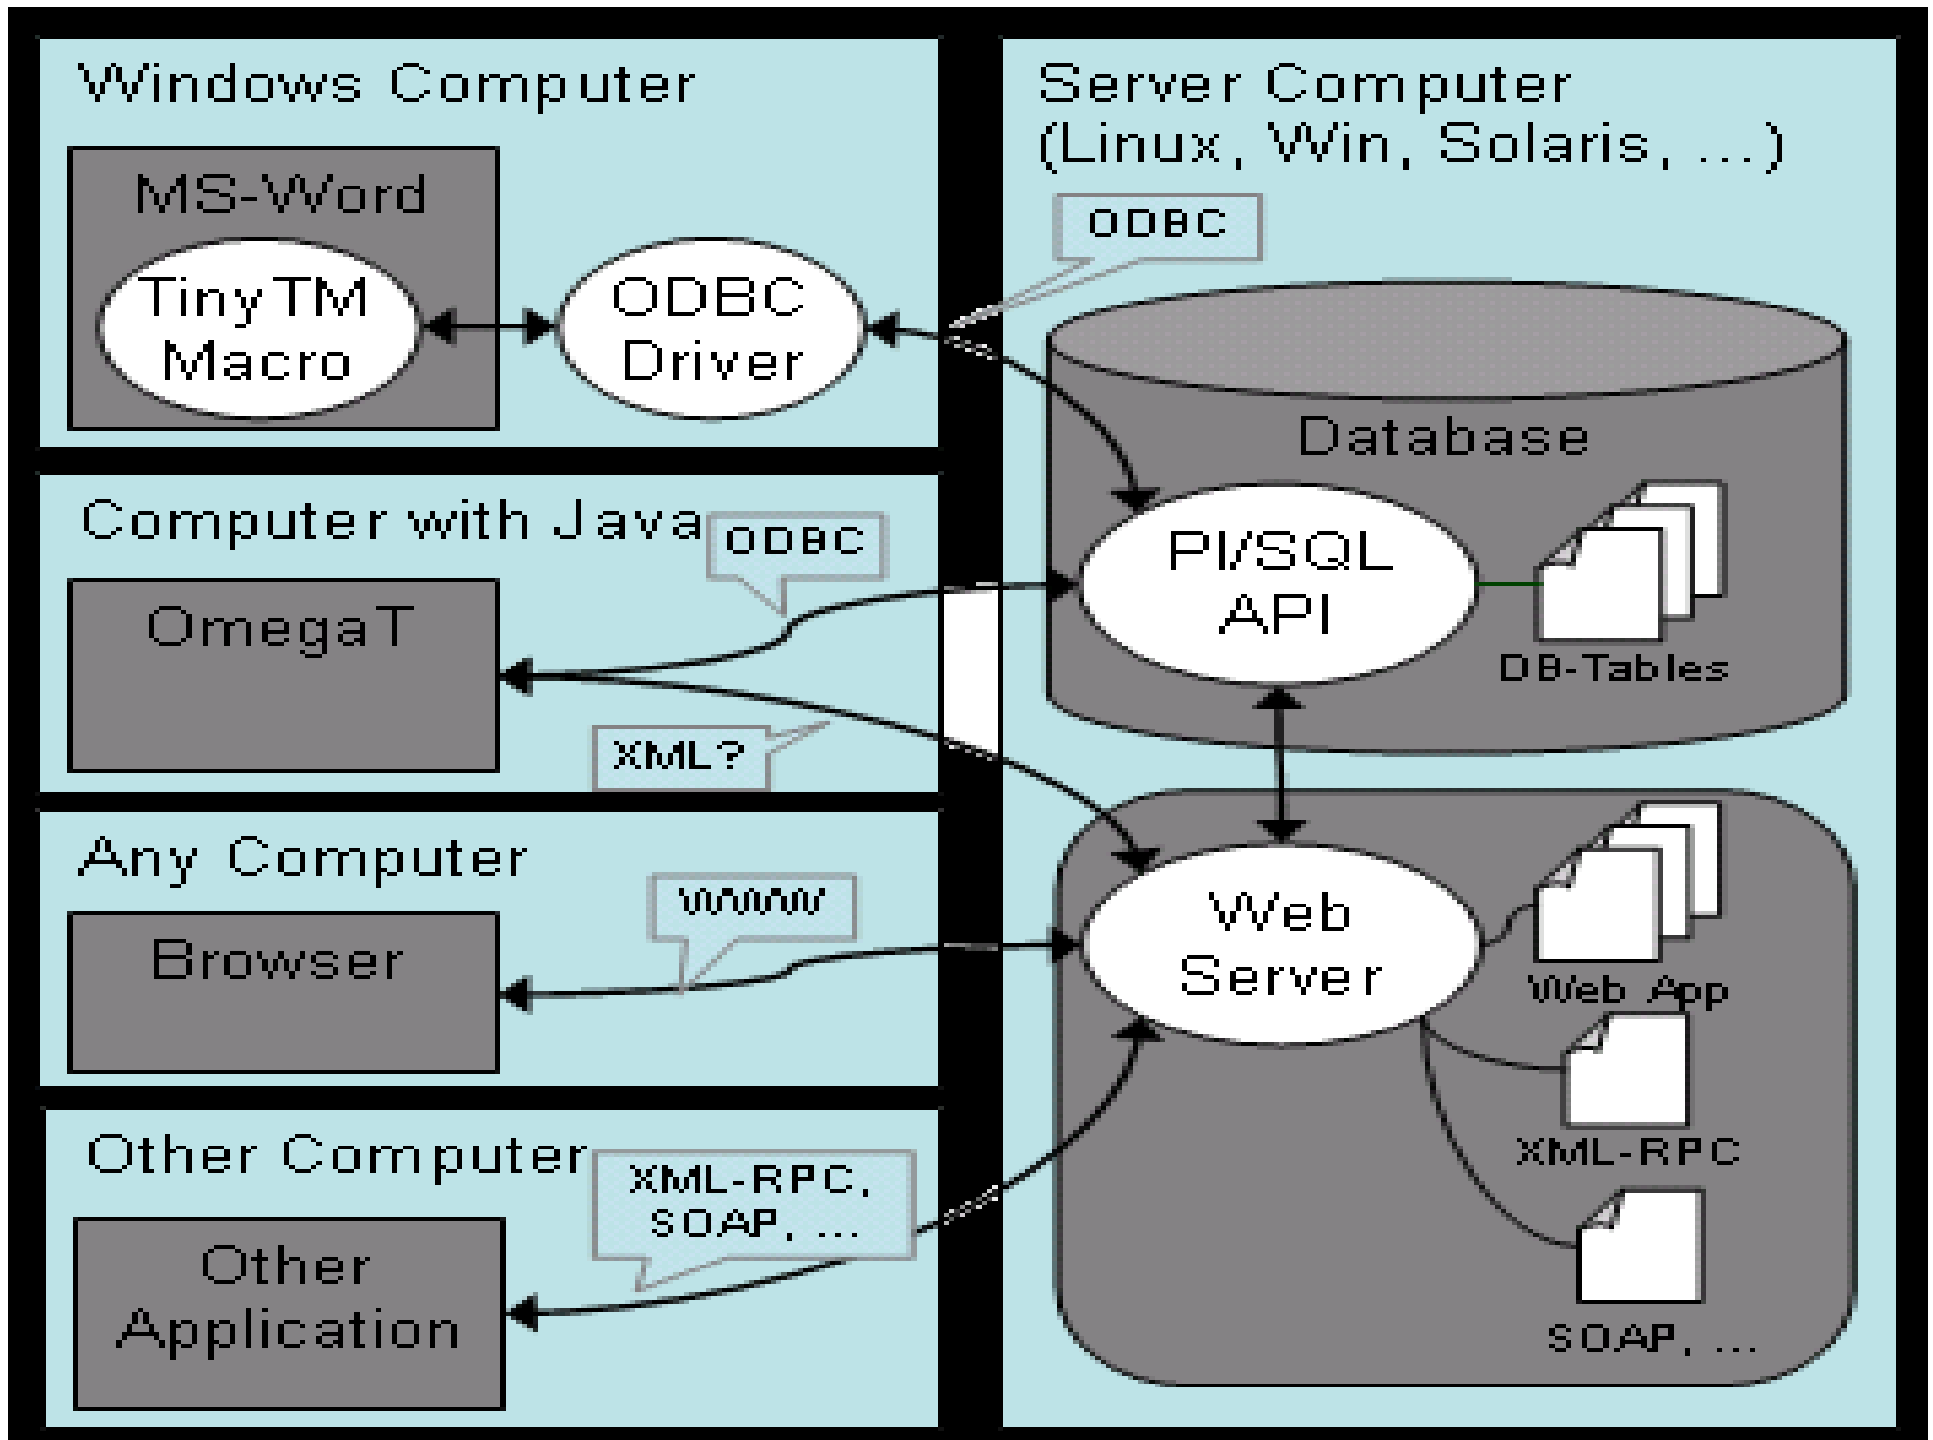 Windows Computer
MS-Word
TinyTM
Macro
ODBC
Driver
Computer with Java
ODBC
OmegaT
XML?
Any Computer
WWW
Browser
Other Computer
XML-RPC,
SOAP, ...
Other
Application
Server Computer
(Linux, Win, Solaris, ...)
ODBC
Database
Pl/SQL
API
DB-Tables
Web
Server
Web App
XML-RPC
SOAP, ...